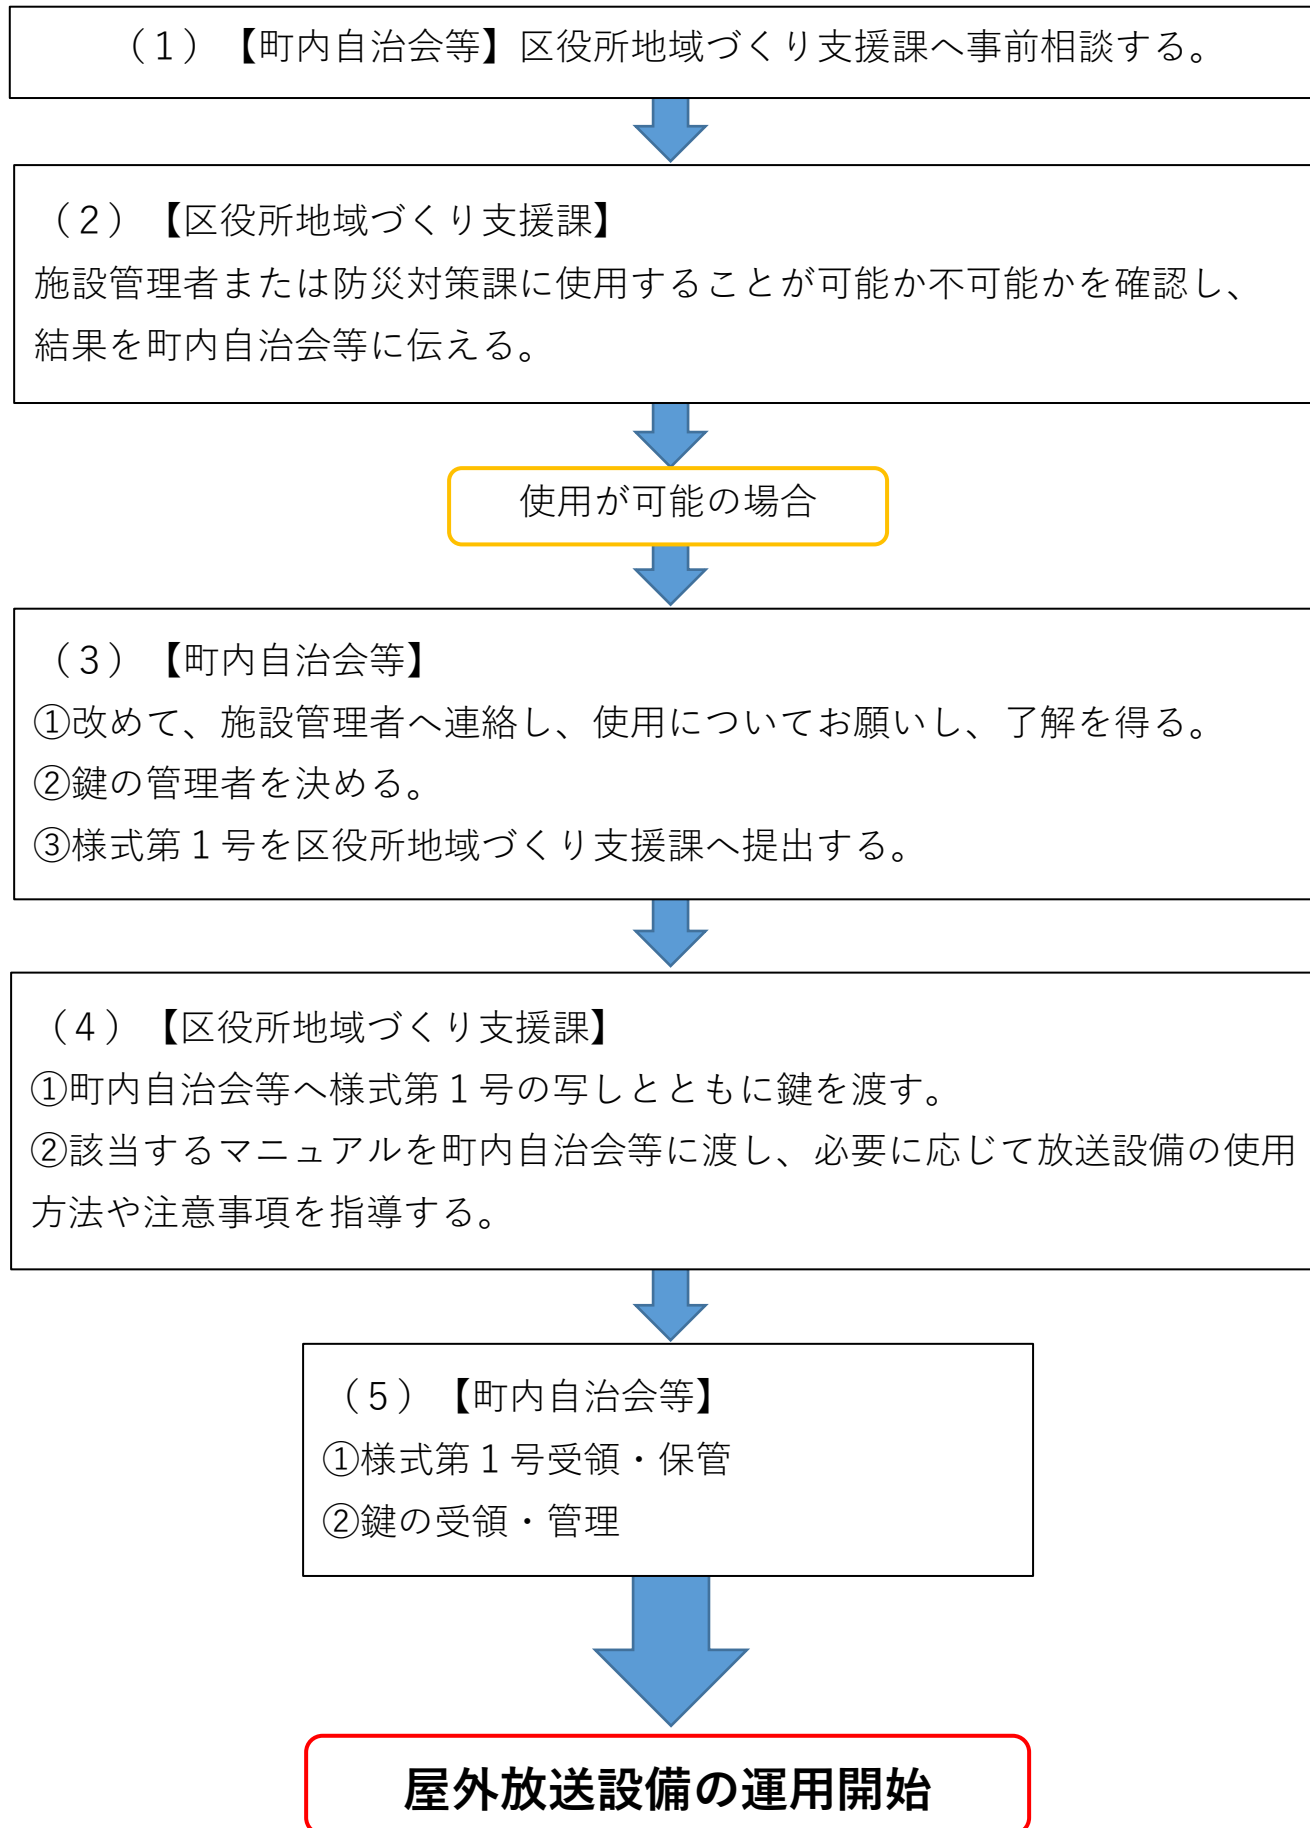 （１）【町内自治会等】区役所地域づくり支援課へ事前相談する。
（２）【区役所地域づくり支援課】
施設管理者または防災対策課に使用することが可能か不可能かを確認し、
結果を町内自治会等に伝える。
使用が可能の場合
（３）【町内自治会等】
①改めて、施設管理者へ連絡し、使用についてお願いし、了解を得る。
②鍵の管理者を決める。
③様式第１号を区役所地域づくり支援課へ提出する。
（４）【区役所地域づくり支援課】
①町内自治会等へ様式第１号の写しとともに鍵を渡す。
②該当するマニュアルを町内自治会等に渡し、必要に応じて放送設備の使用
方法や注意事項を指導する。
（５）【町内自治会等】
①様式第１号受領・保管
②鍵の受領・管理
屋外放送設備の運用開始